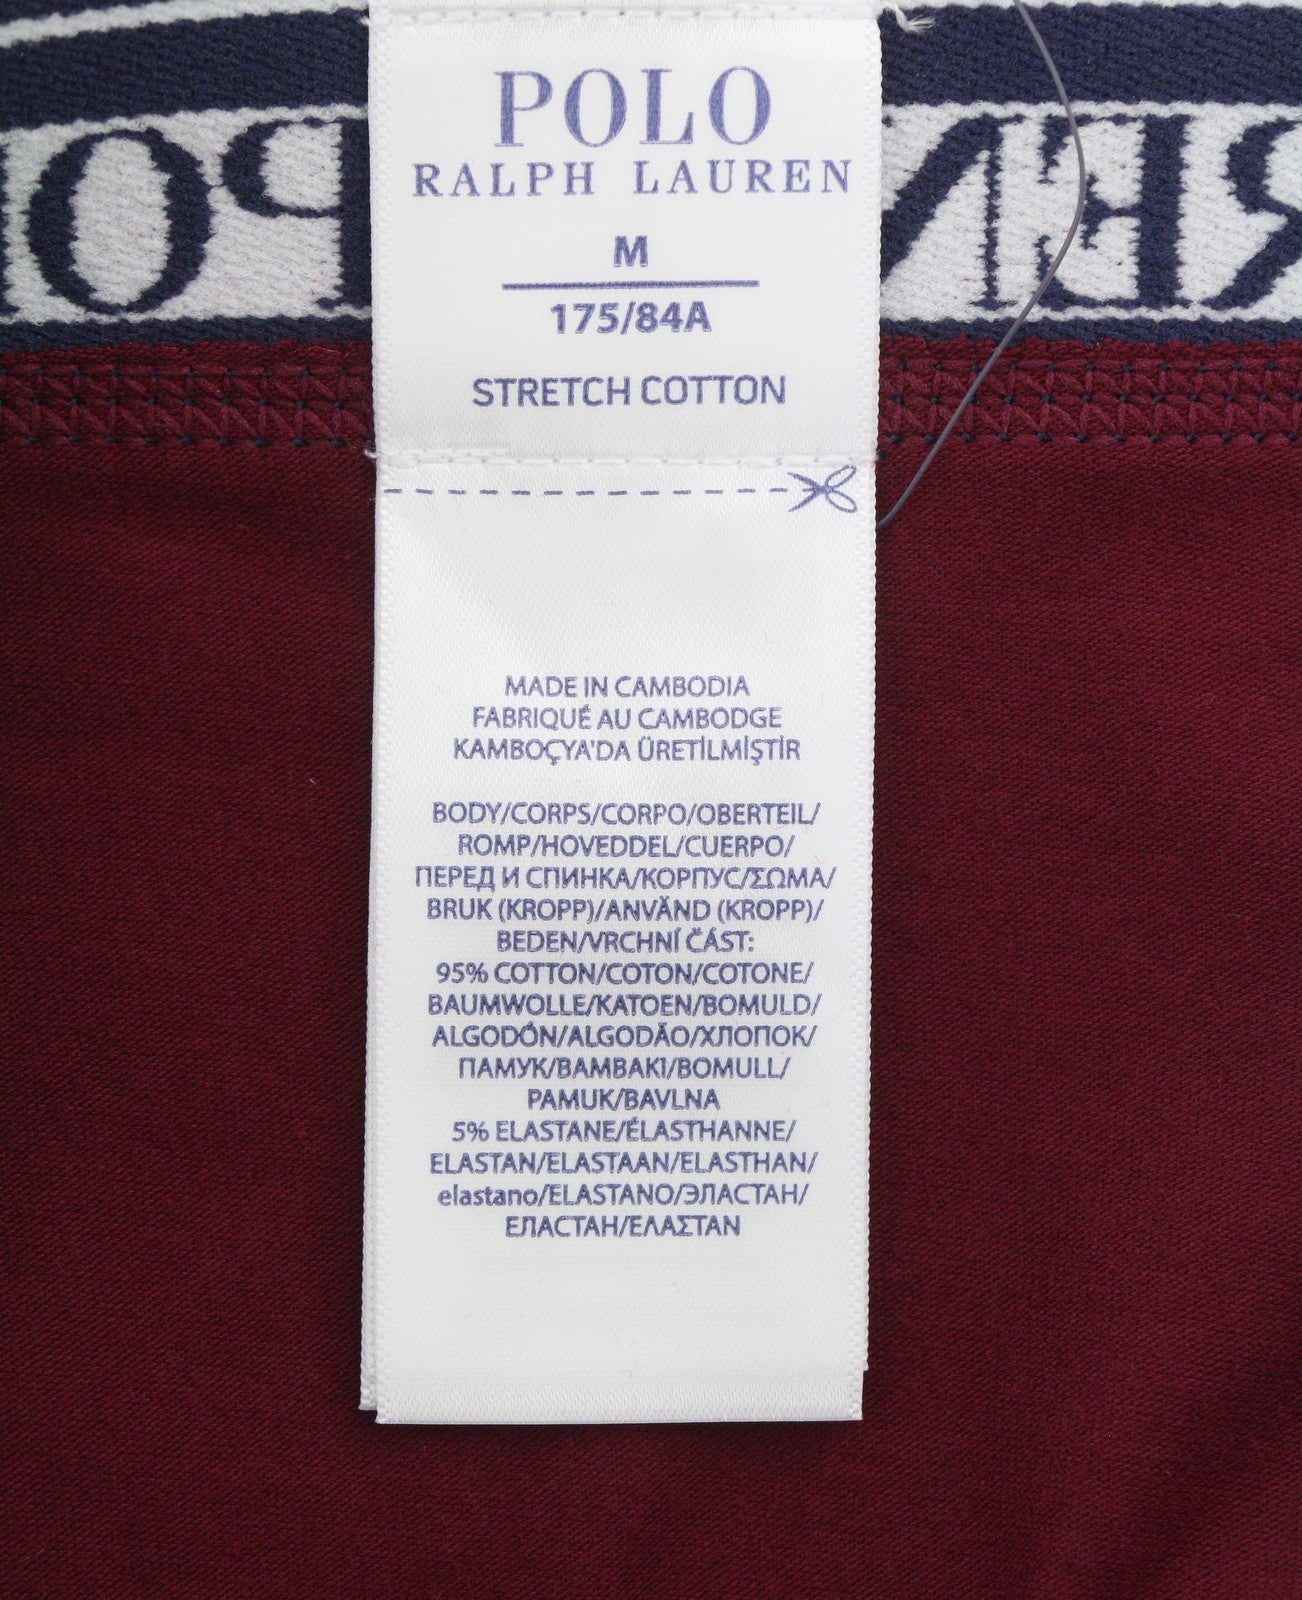 POLO
RALPH LAUREN
M
175/84A
STRETCH COTTON
MADE IN CAMBODIA
FABRIQUÉ AU CAMBODGE
KAMBOÇYA'DA ÜRETİLMİŞTİR
BODY/CORPS/CORPO/OBERTEIL/
ROMP/HOVEDDEL/CUERPO/
ПЕРЕД И СПИНКА/КОРПУС/ΣΩΜΑ/
BRUK (KROPP)/ANVÄND (KROPP)/
BEDEN/VRCHNÍ ČÁST:
95% COTTON/COTON/COTONE/
BAUMWOLLE/KATOEN/BOMULD/
ALGODÓN/ALGODÃO/ХЛОПОК/
ПАМУК/ΒΑΜΒΑΚΙ/BOMULL/
PAMUK/BAVLNA
5% ELASTANE/ÉLASTHANNE/
ELASTAN/ELASTAAN/ELASTHAN/
elastano/ELASTANO/ЭЛАСТАН/
ЕЛАСТАН/ΕΛΑΣΤΑΝ